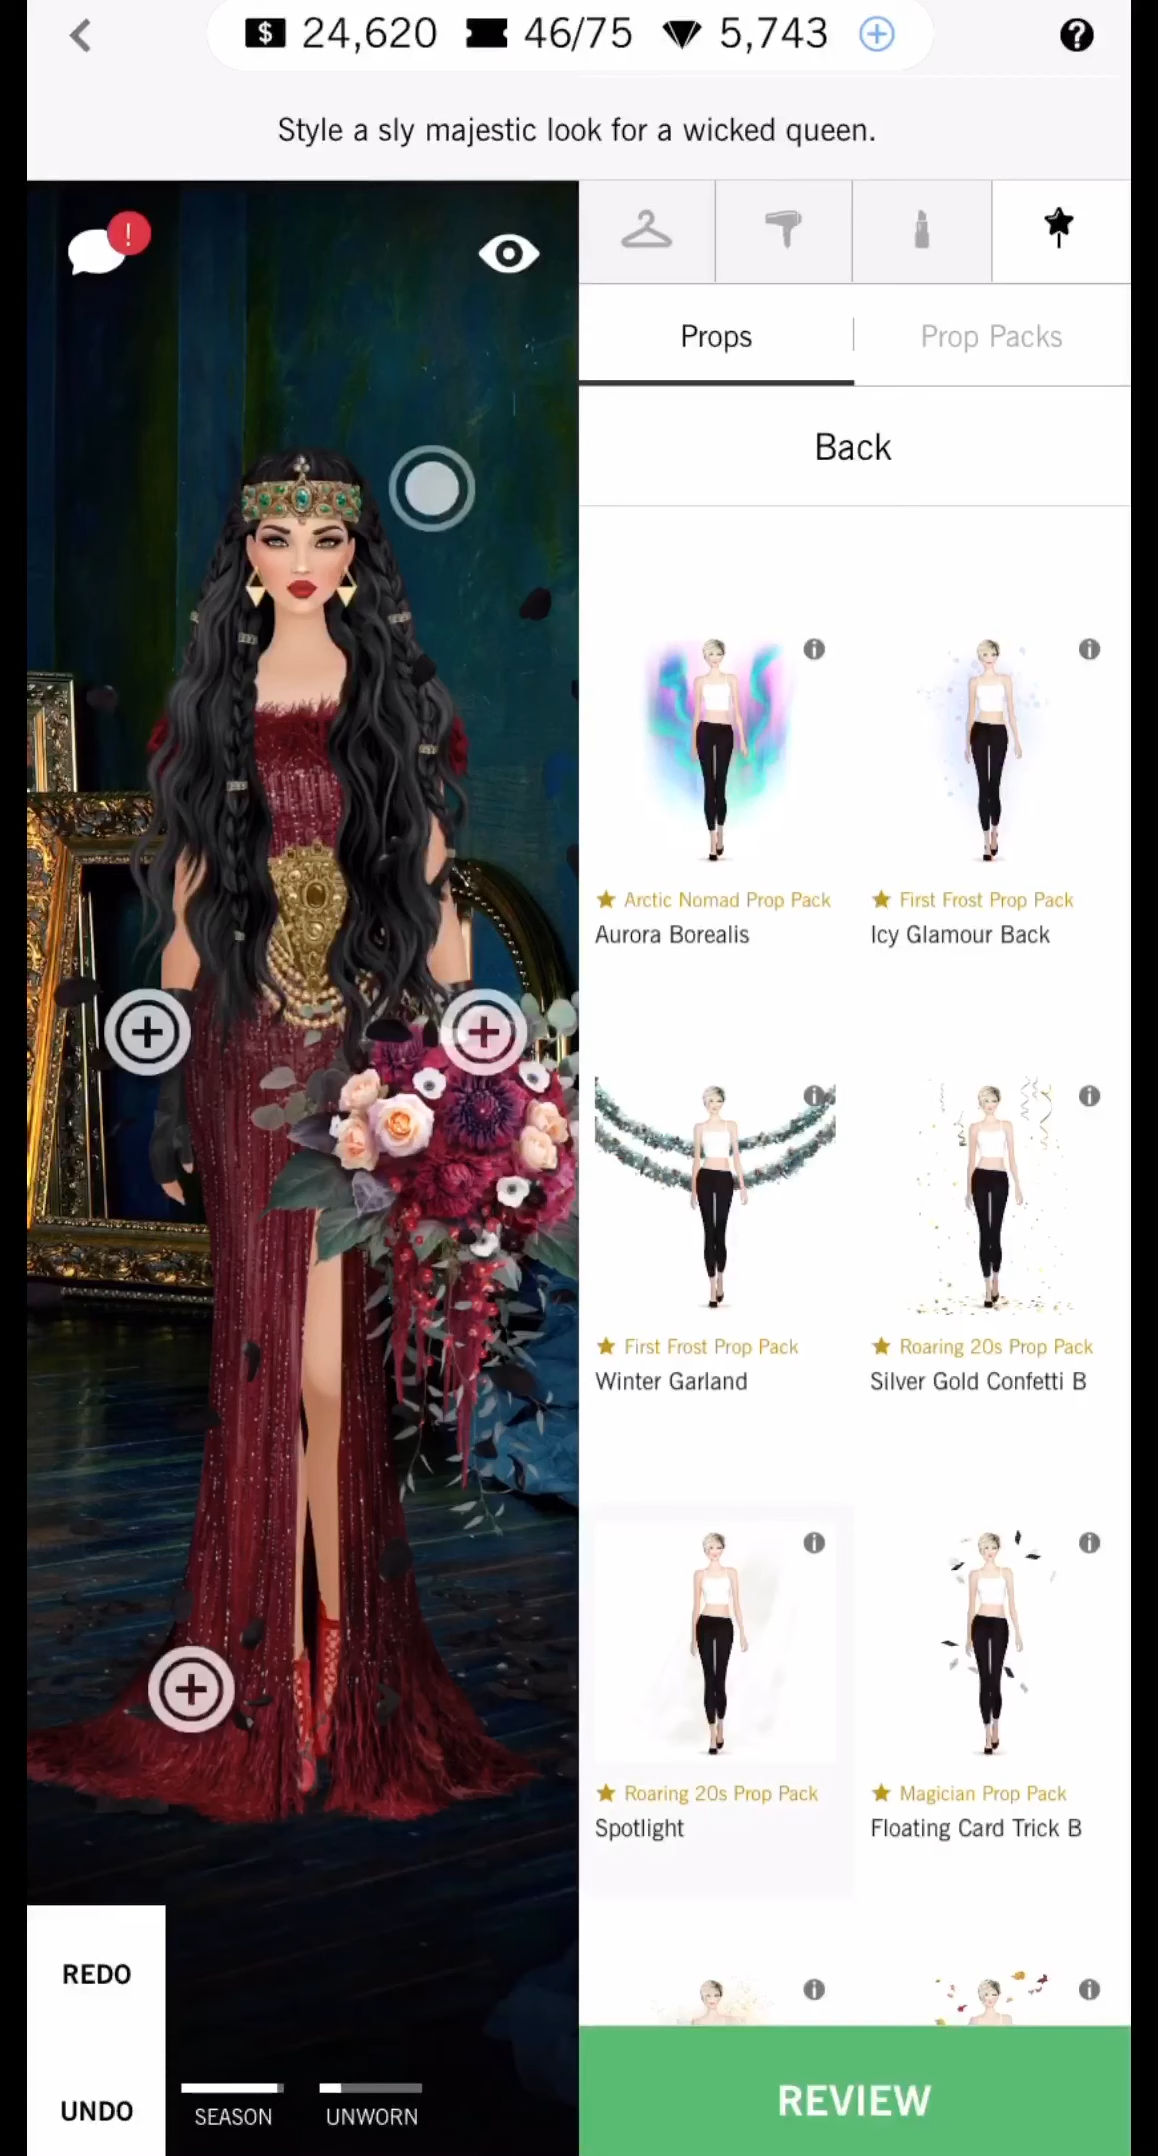 $ 24,620 46/75 5,743
Style a sly majestic look for a wicked queen.
!
Props
Prop Packs
Back
Arctic Nomad Prop Pack
Aurora Borealis
First Frost Prop Pack
Icy Glamour Back
First Frost Prop Pack
Winter Garland
Roaring 20s Prop Pack
Silver Gold Confetti B
Roaring 20s Prop Pack
Spotlight
Magician Prop Pack
Floating Card Trick B
REDO
UNDO
SEASON
UNWORN
REVIEW